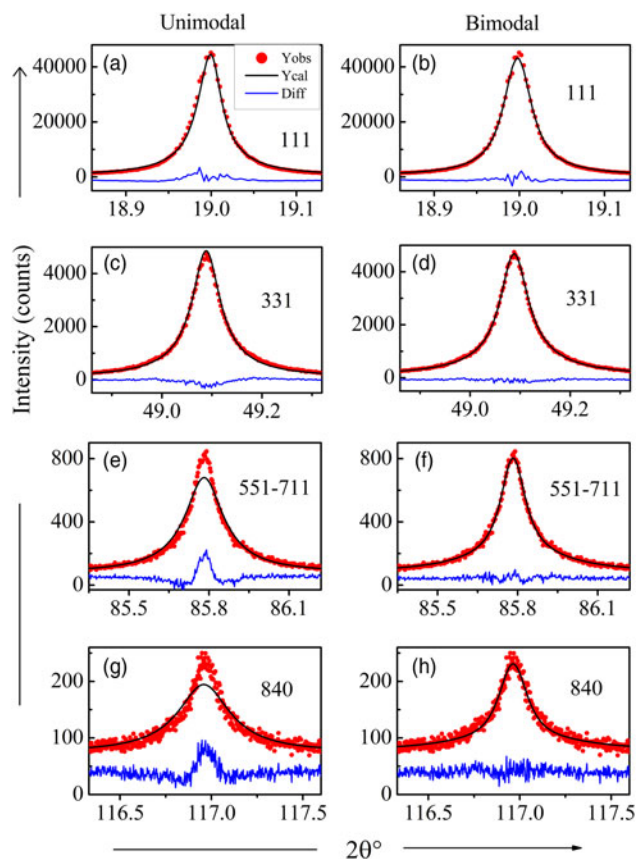 Unimodal
Bimodal
(a)
Yobs
Ycal
Diff
111
40000
20000
0
18.9 19.0 19.1
(b)
111
40000
20000
0
18.9 19.0 19.1
(c)
331
4000
2000
0
49.0 49.2
(d)
331
4000
2000
0
49.0 49.2
(e)
551-711
800
400
0
85.5 85.8 86.1
(f)
551-711
800
400
0
85.5 85.8 86.1
(g)
840
200
100
0
116.5 117.0 117.5
(h)
840
200
100
0
116.5 117.0 117.5
Intensity (counts)
2θ°